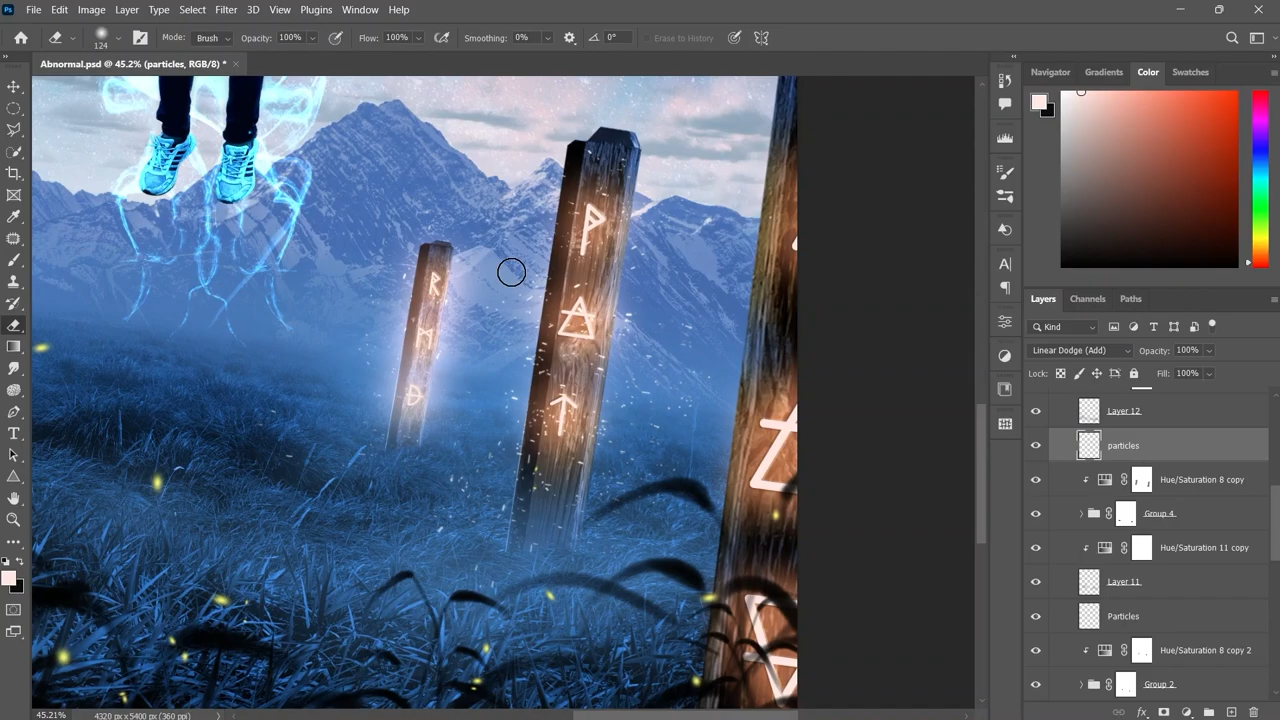 Ps File Edit Image Layer Type Select Filter 3D View Plugins Window Help
124 Mode: Brush Opacity: 100% Flow: 100% Smoothing: 0% 0° Erase to History
Abnormal.psd @ 45.2% (particles, RGB/8) *
Navigator Gradients Color Swatches
ᚹ
ᚱ
ᛗ
ᛏ
ᚦ
Layers Channels Paths
Kind
Linear Dodge (Add) Opacity: 100%
Lock: Fill: 100%
Layer 12
particles
Hue/Saturation 8 copy
Group 4
Hue/Saturation 11 copy
Layer 11
Particles
Hue/Saturation 8 copy 2
Group 2
45.21% 4320 px x 5400 px (360 ppi)